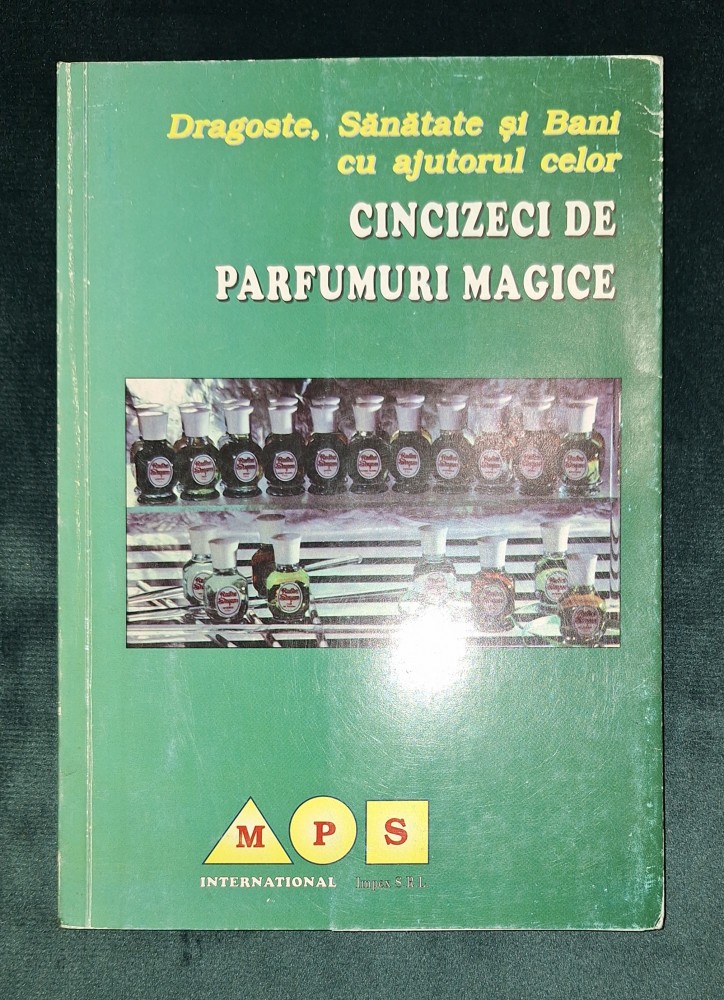 Dragoste, Sănătate și Bani
cu ajutorul celor
CINCIZECI DE
PARFUMURI MAGICE
M P S
INTERNATIONAL Impex S.R.L.